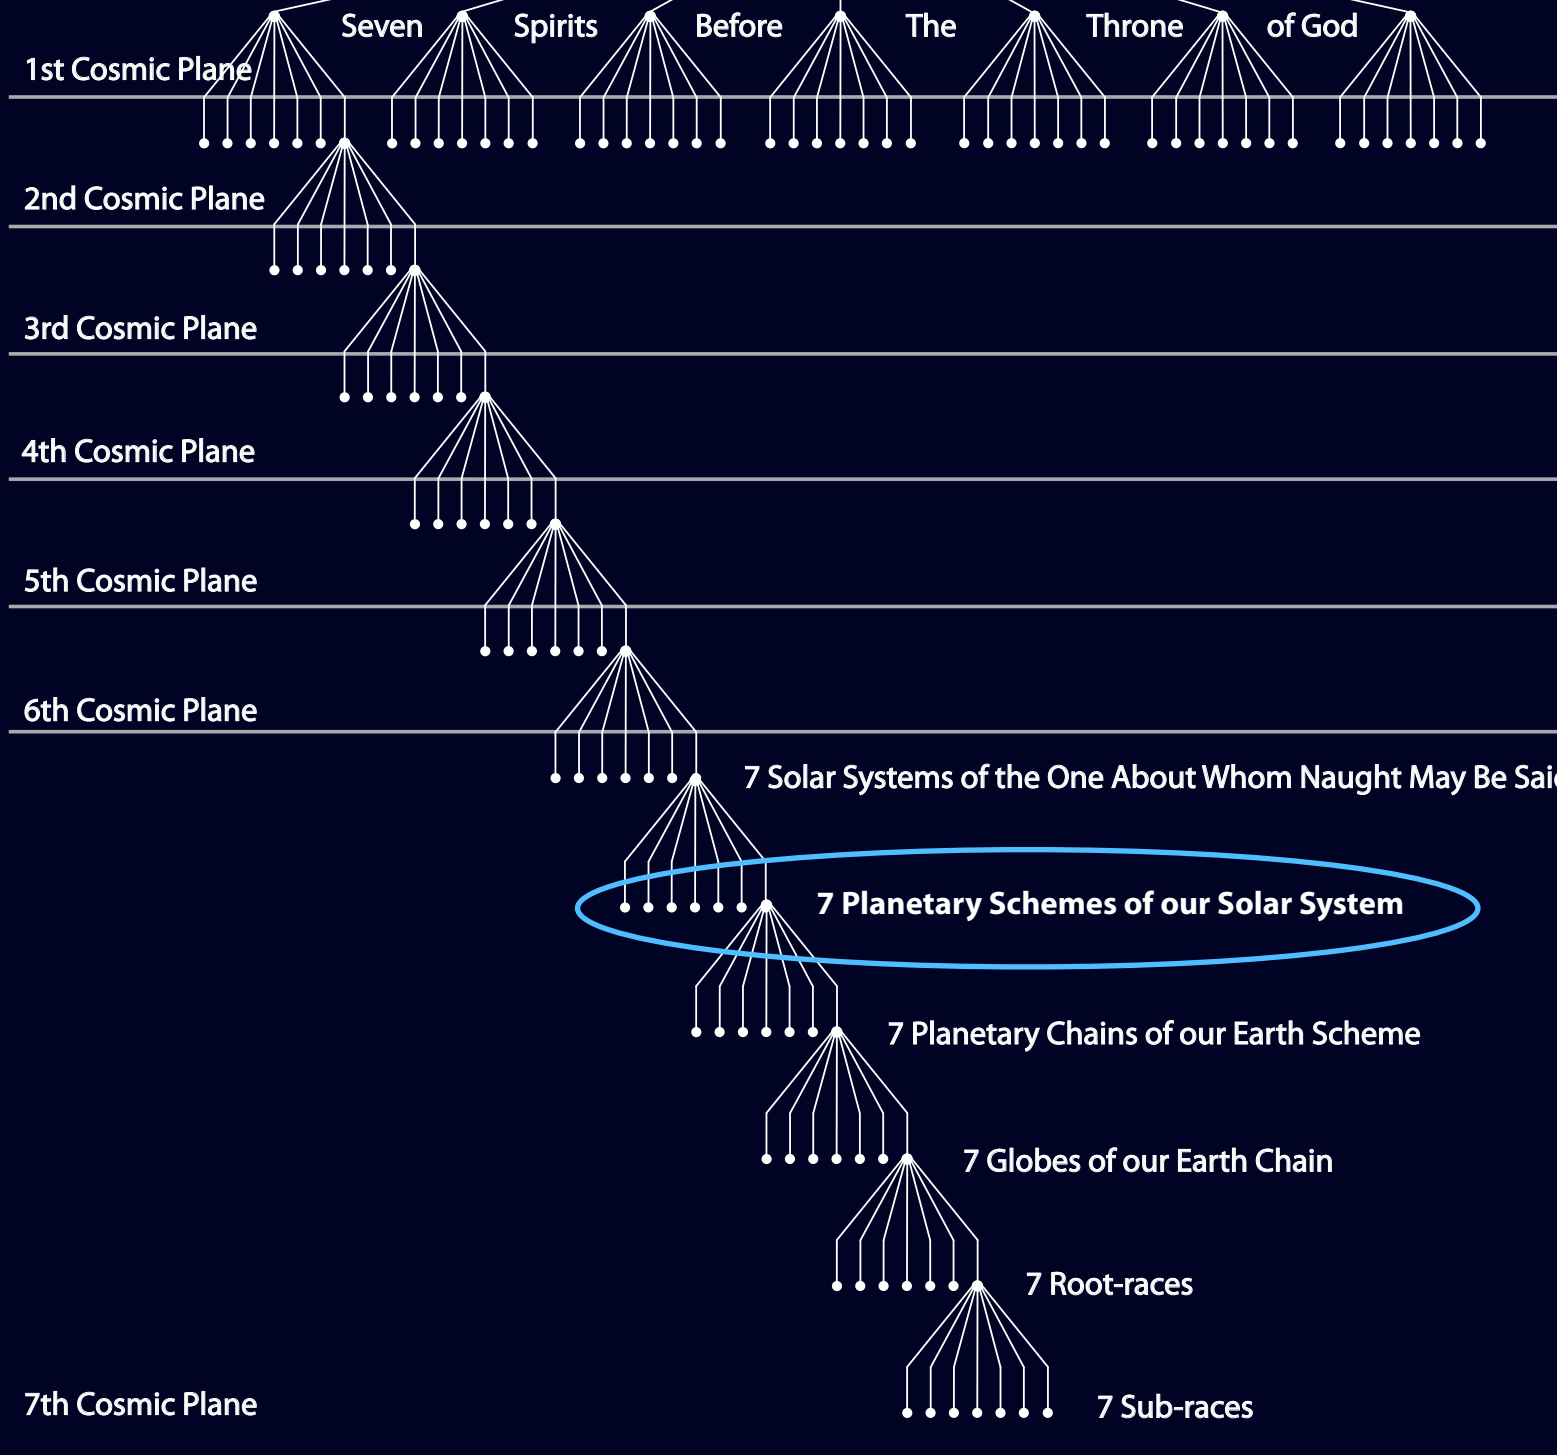 Seven Spirits Before The Throne of God
1st Cosmic Plane
2nd Cosmic Plane
3rd Cosmic Plane
4th Cosmic Plane
5th Cosmic Plane
6th Cosmic Plane
7 Solar Systems of the One About Whom Naught May Be
7 Planetary Schemes of our Solar System
7 Planetary Chains of our Earth Scheme
7 Globes of our Earth Chain
7 Root-races
7th Cosmic Plane
7 Sub-races